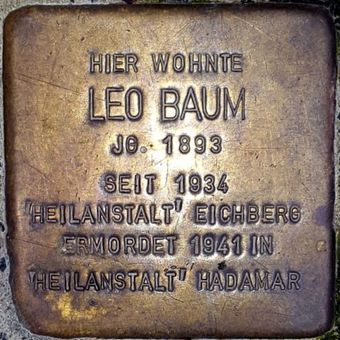 HIER WOHNTE
LEO BAUM
JG. 1893
SEIT 1934
'HEILANSTALT' EICHBERG
ERMORDET 1941 IN
'HEILANSTALT' HADAMAR